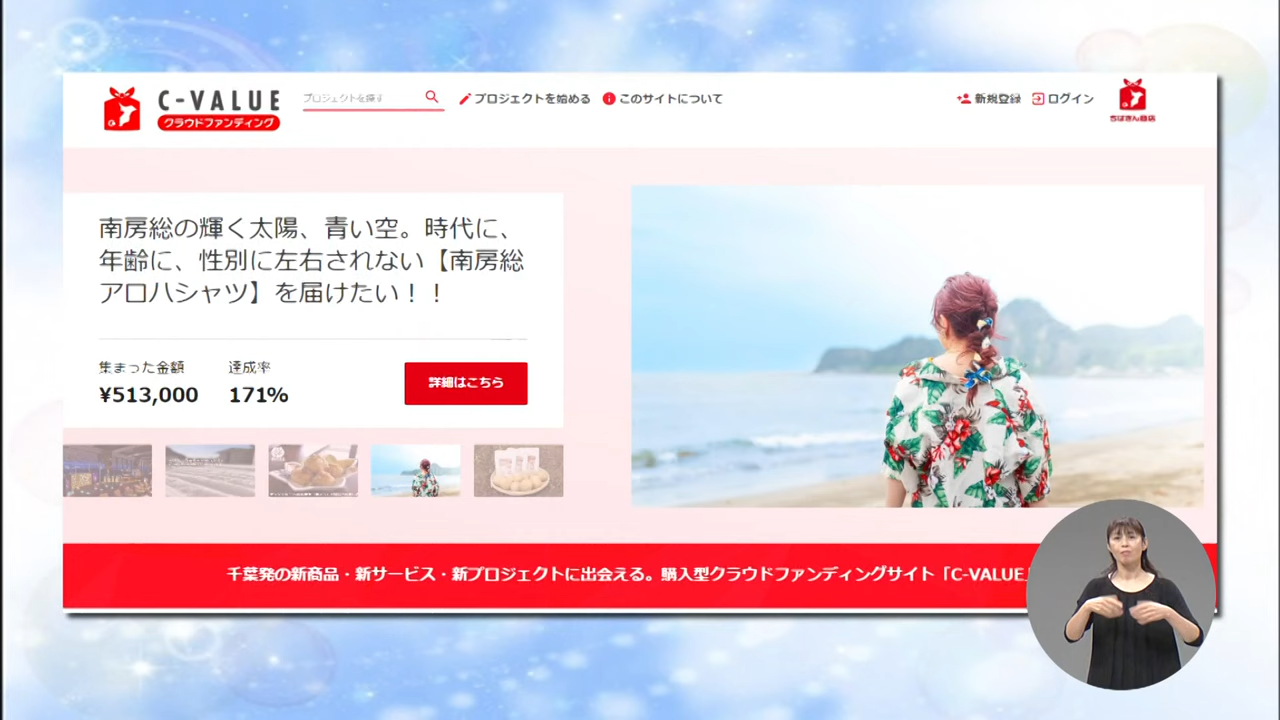 C-VALUE
クラウドファンディング
プロジェクトを探す
プロジェクトを始める
このサイトについて
新規登録
ログイン
ちばぎん商店
南房総の輝く太陽、青い空。時代に、
年齢に、性別に左右されない【南房総
アロハシャツ】を届けたい！！
集まった金額
達成率
¥513,000
171%
詳細はこちら
千葉発の新商品・新サービス・新プロジェクトに出会える。購入型クラウドファンディングサイト「C-VALUE」